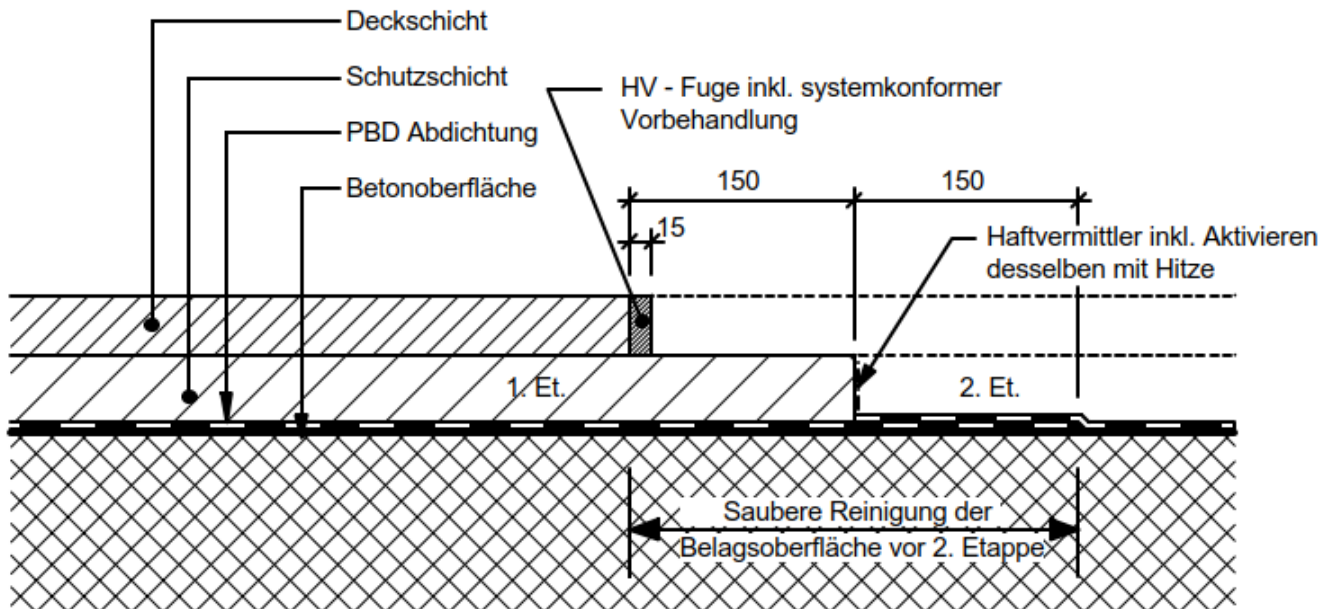 Deckschicht
Schutzschicht
PBD Abdichtung
Betonoberfläche
HV - Fuge inkl. systemkonformer
Vorbehandlung
150
150
15
Haftvermittler inkl. Aktivieren
desselben mit Hitze
1. Et.
2. Et.
Saubere Reinigung der
Belagsoberfläche vor 2. Etappe